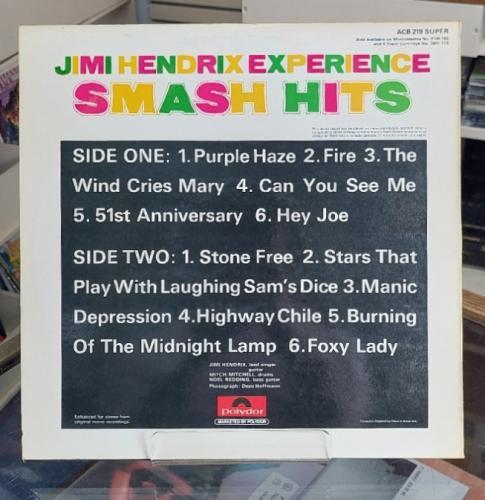 ACB 219 SUPER
JIMI HENDRIX EXPERIENCE
SMASH HITS
SIDE ONE: 1. Purple Haze 2. Fire 3. The
Wind Cries Mary 4. Can You See Me
5. 51st Anniversary 6. Hey Joe
SIDE TWO: 1. Stone Free 2. Stars That
Play With Laughing Sam's Dice 3. Manic
Depression 4. Highway Chile 5. Burning
Of The Midnight Lamp 6. Foxy Lady
JIMI HENDRIX, lead singer
guitar
MITCH MITCHELL, drums
NOEL REDDING, bass guitar
Photograph: Dezo Hoffmann
Enhanced for stereo from
original mono recordings.
Polydor
MARKETED BY POLYDOR